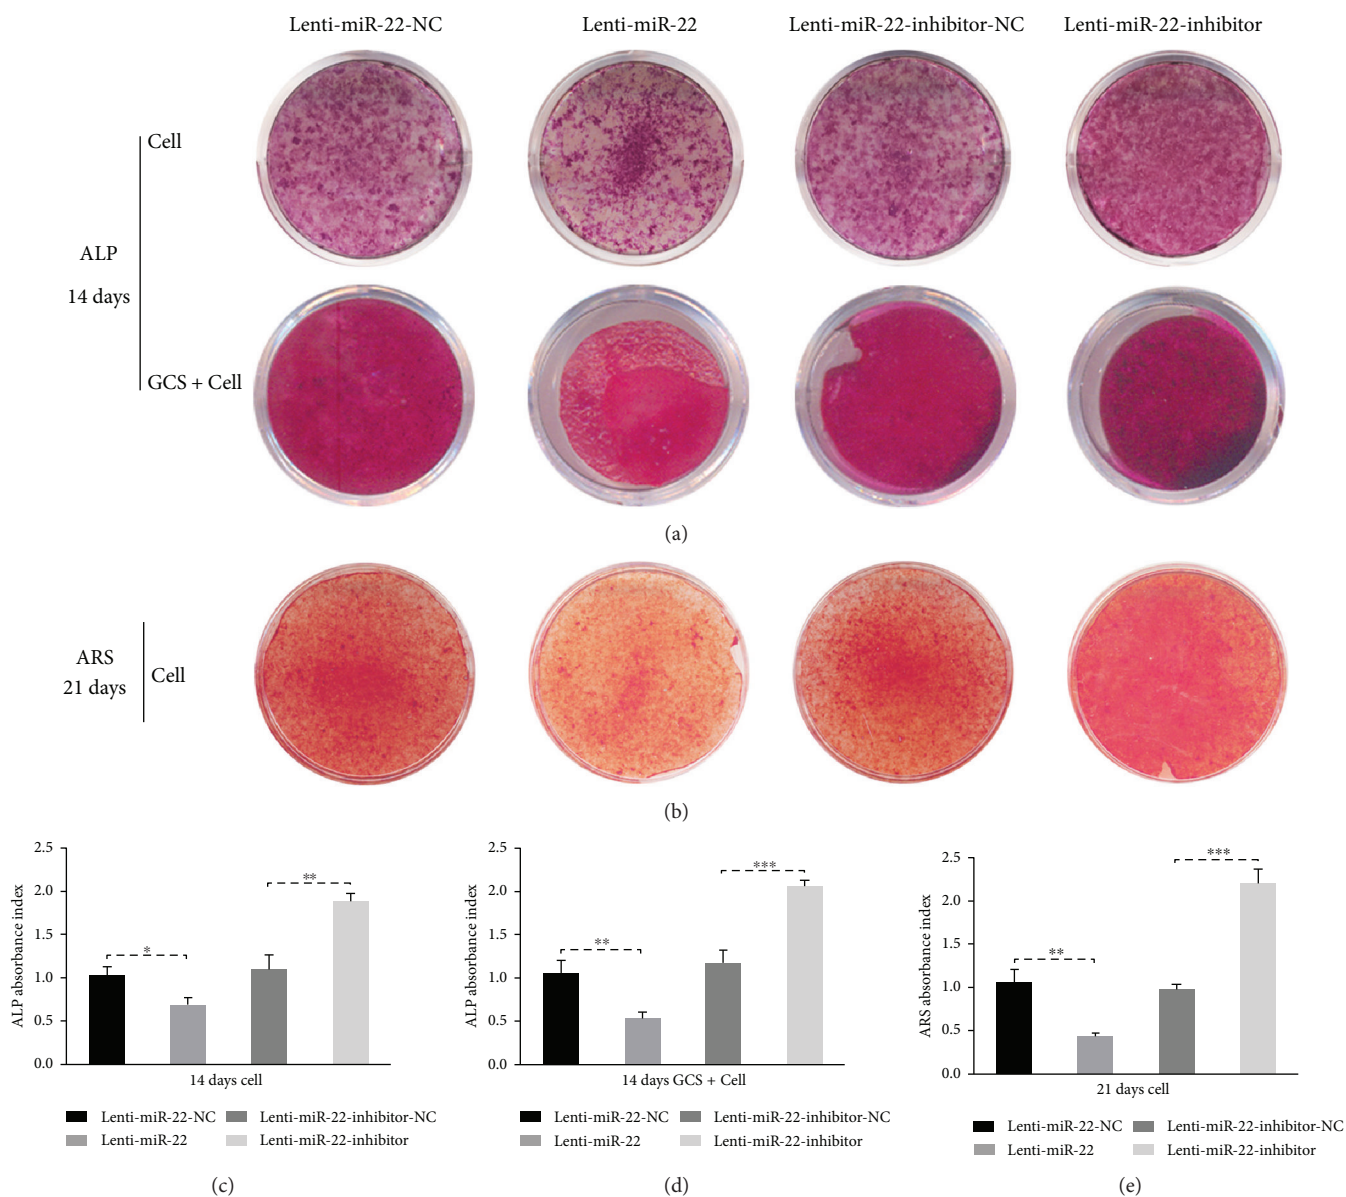 Lenti-miR-22-NC Lenti-miR-22 Lenti-miR-22-inhibitor-NC Lenti-miR-22-inhibitor
Cell
ALP
14 days
GCS + Cell
(a)
ARS
21 days
Cell
(b)
ALP absorbance index
2.5
2.0
1.5
1.0
0.5
0.0
*
**
14 days cell
Lenti-miR-22-NC
Lenti-miR-22
Lenti-miR-22-inhibitor-NC
Lenti-miR-22-inhibitor
(c)
ALP absorbance index
2.5
2.0
1.5
1.0
0.5
0.0
**
***
14 days GCS + Cell
Lenti-miR-22-NC
Lenti-miR-22
Lenti-miR-22-inhibitor-NC
Lenti-miR-22-inhibitor
(d)
ARS absorbance index
2.5
2.0
1.5
1.0
0.5
0.0
**
***
21 days cell
Lenti-miR-22-NC
Lenti-miR-22
Lenti-miR-22-inhibitor-NC
Lenti-miR-22-inhibitor
(e)